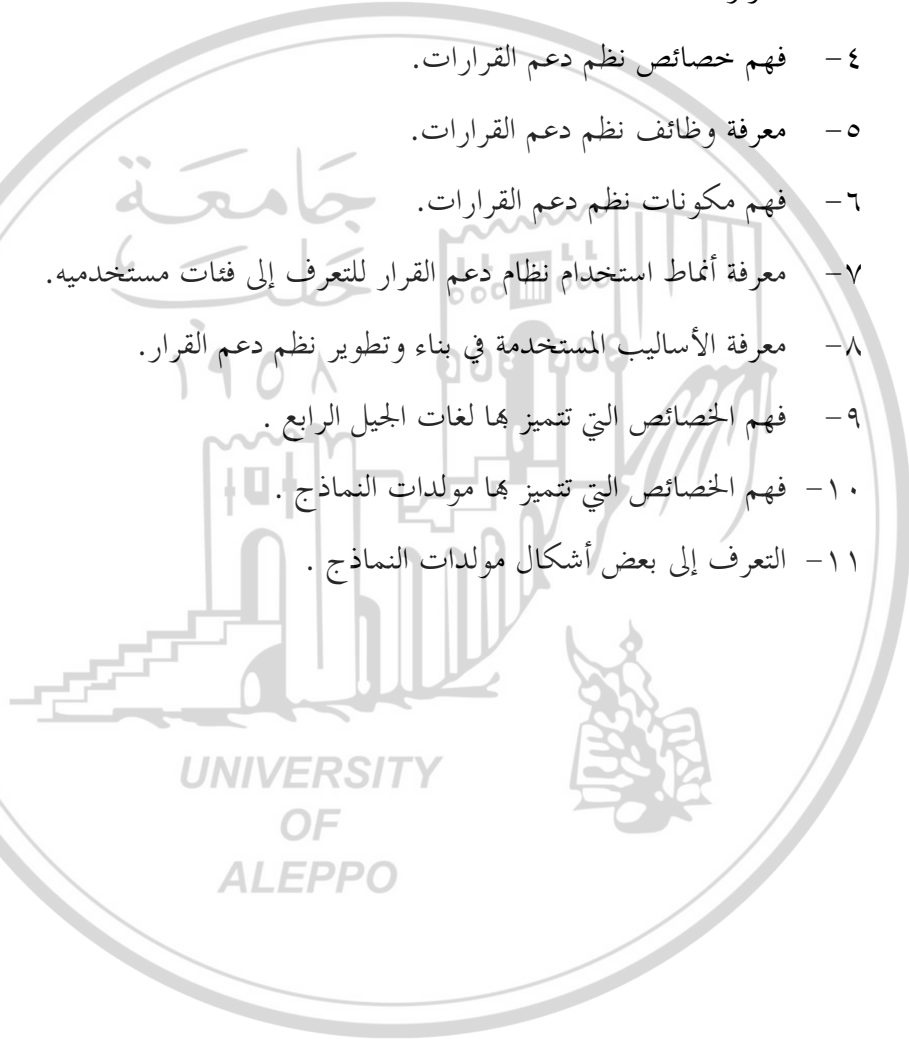 ٤- فهم خصائص نظم دعم القرارات.
٥- معرفة وظائف نظم دعم القرارات.
٦- فهم مكونات نظم دعم القرارات.
٧- معرفة أنماط استخدام نظام دعم القرار للتعرف إلى فئات مستخدميه.
٨- معرفة الأساليب المستخدمة في بناء وتطوير نظم دعم القرار.
٩- فهم الخصائص التي تتميز بها لغات الجيل الرابع .
١٠- فهم الخصائص التي تتميز بها مولدات النماذج .
١١- التعرف إلى بعض أشكال مولدات النماذج .
جَامعَة
حَلَبْ
١٩٥٨
UNIVERSITY
OF
ALEPPO